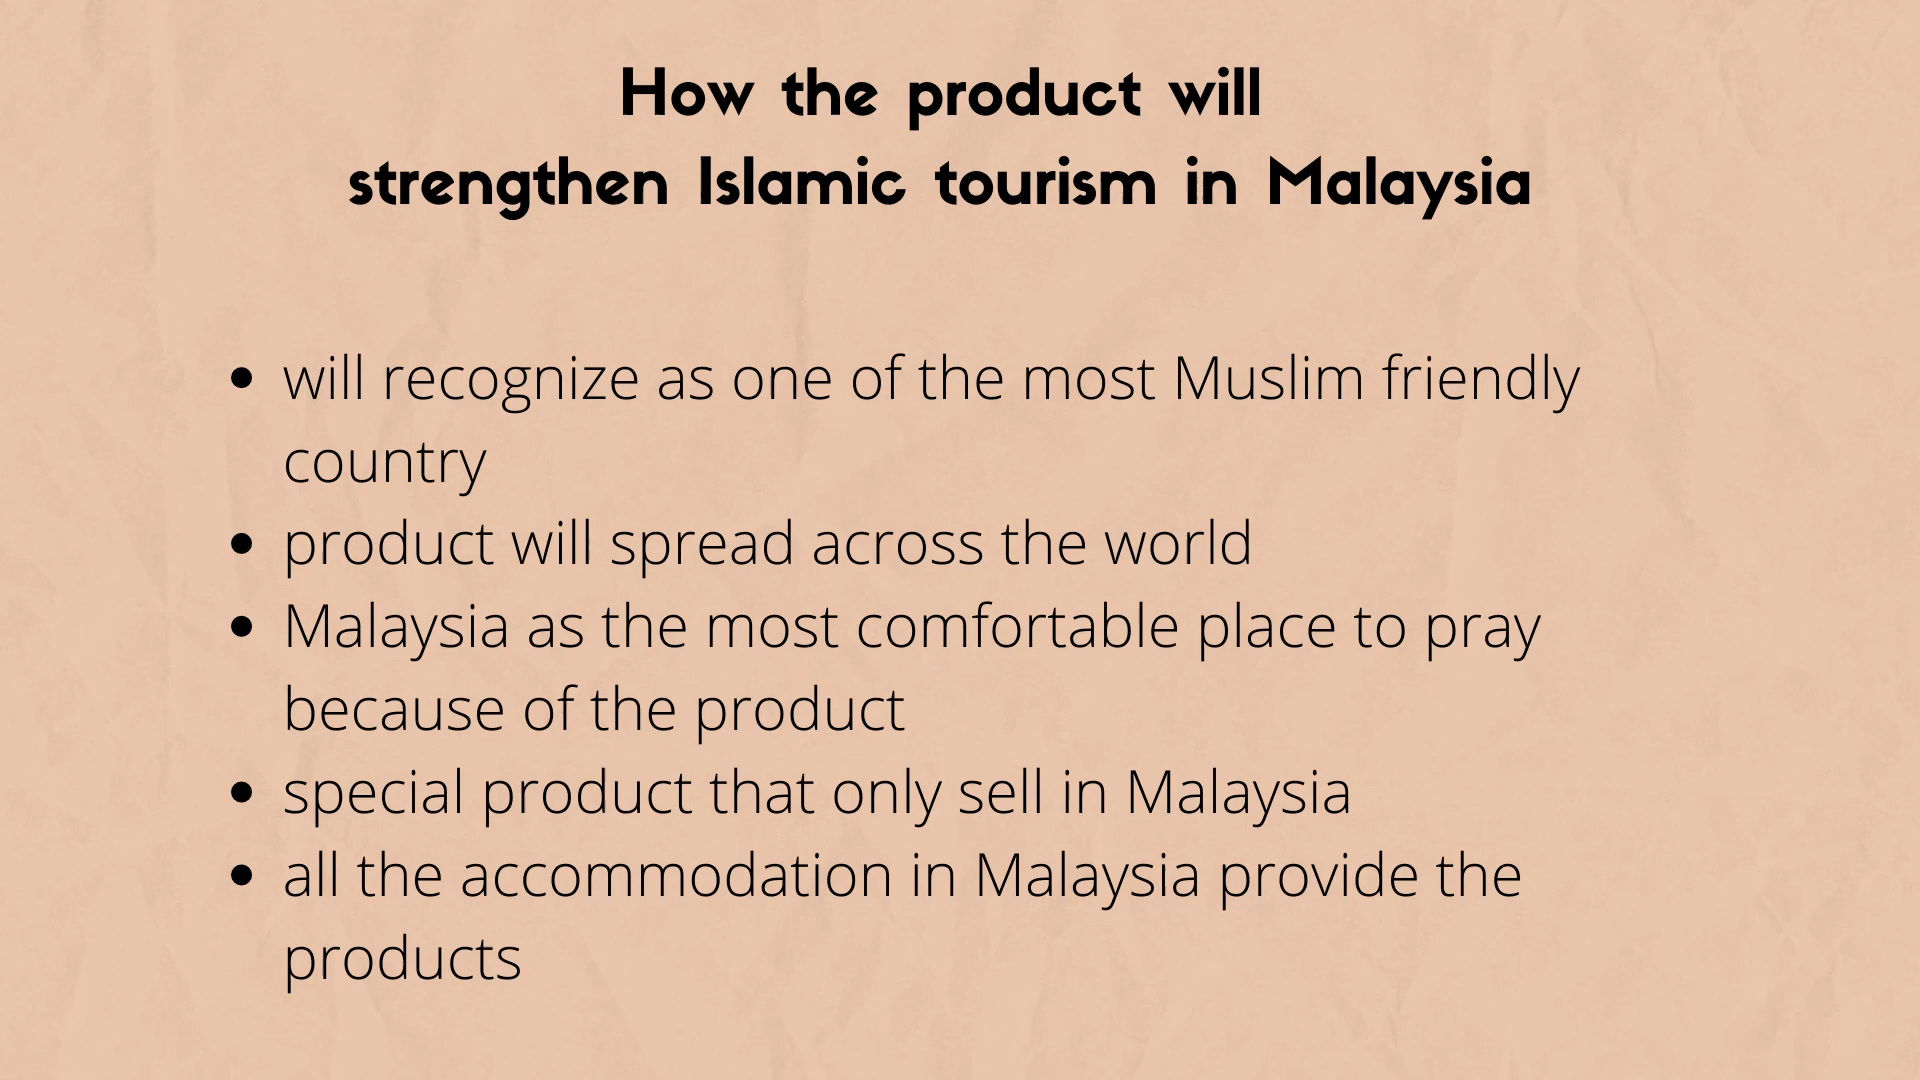 How the product will
strengthen Islamic tourism in Malaysia
• will recognize as one of the most Muslim friendly
country
• product will spread across the world
• Malaysia as the most comfortable place to pray
because of the product
• special product that only sell in Malaysia
• all the accommodation in Malaysia provide the
products